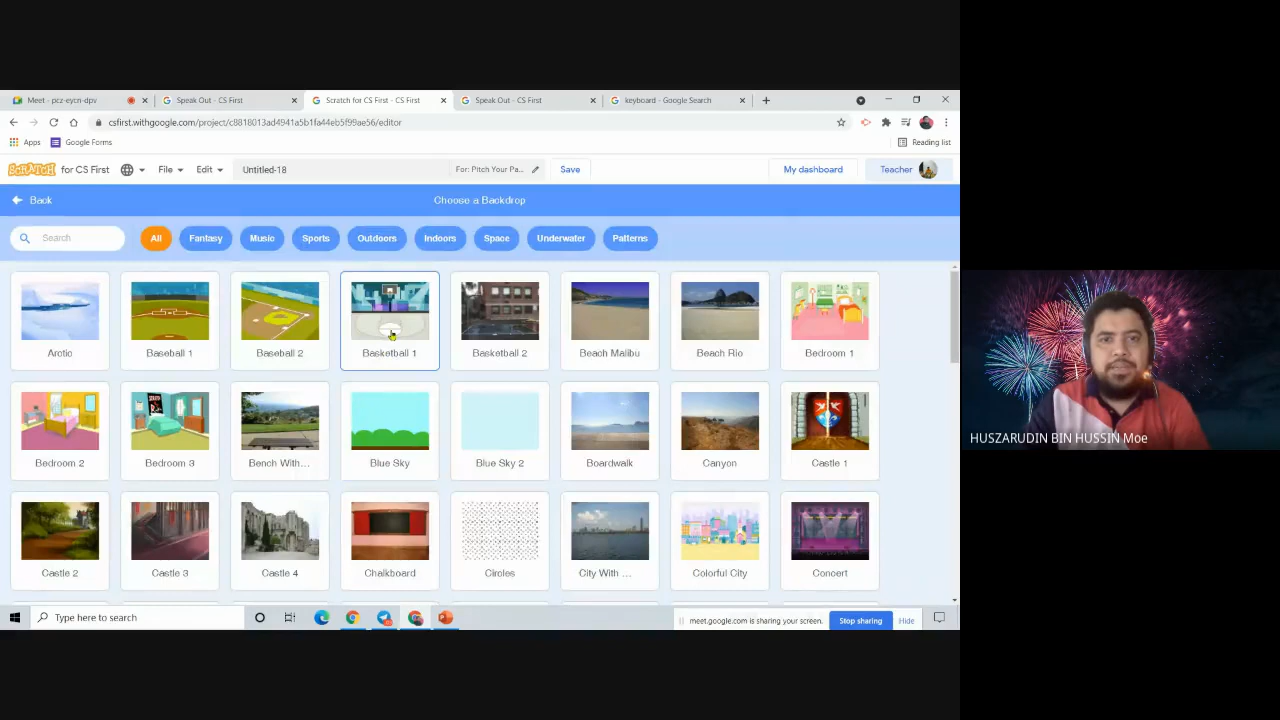 Meet - pcz-eycn-dpv
Speak Out - CS First
Scratch for CS First - CS First
Speak Out - CS First
keyboard - Google Search
csfirst.withgoogle.com/project/c8818013ad4941a5b1fa44eb5f99ae56/editor
Apps
Google Forms
Reading list
SCRATCH for CS First
File
Edit
Untitled-18
For: Pitch Your Pa...
Save
My dashboard
Teacher
Back
Choose a Backdrop
Search
All
Fantasy
Music
Sports
Outdoors
Indoors
Space
Underwater
Patterns
Arctic
Baseball 1
Baseball 2
Basketball 1
Basketball 2
Beach Malibu
Beach Rio
Bedroom 1
Bedroom 2
Bedroom 3
Bench With...
Blue Sky
Blue Sky 2
Boardwalk
Canyon
Castle 1
Castle 2
Castle 3
Castle 4
Chalkboard
Circles
City With ...
Colorful City
Concert
Type here to search
meet.google.com is sharing your screen.
Stop sharing
Hide
HUSZARUDIN BIN HUSSIN Moe